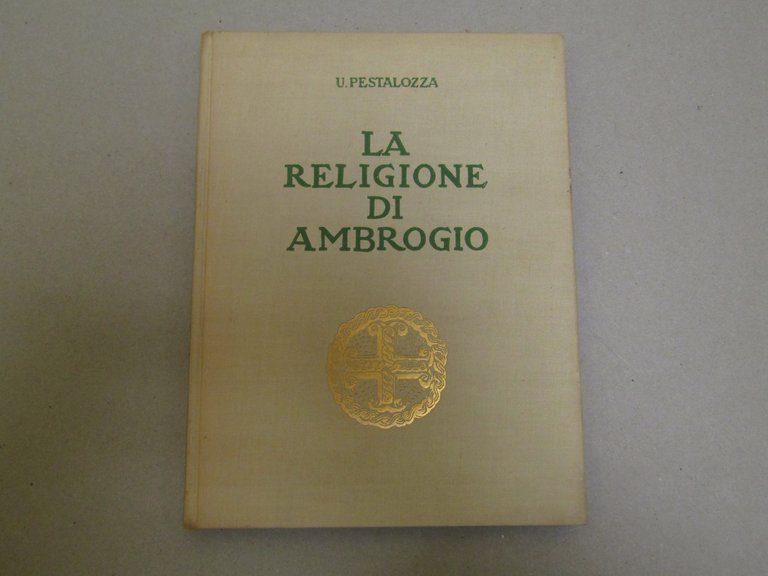 U. PESTALOZZA
LA
RELIGIONE
DI
AMBROGIO